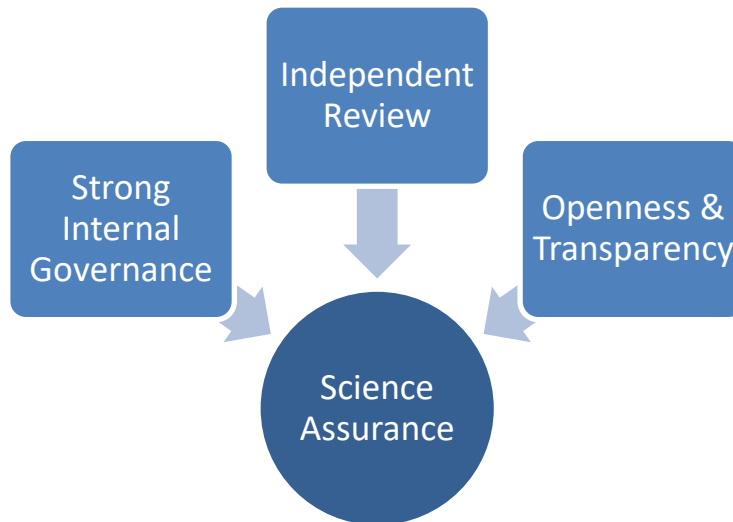 Independent
Review
Strong
Internal
Governance
Openness &
Transparency
Science
Assurance